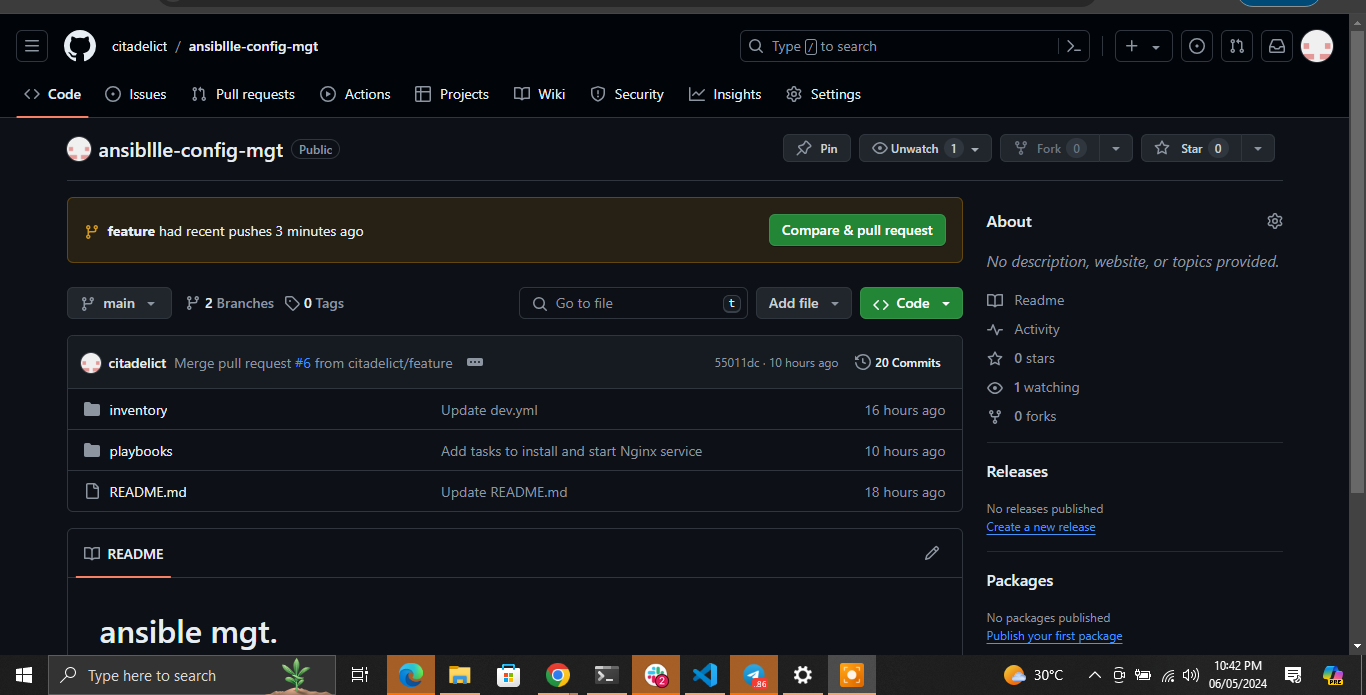 citadelict / ansibllle-config-mgt
Type / to search
Code
Issues
Pull requests
Actions
Projects
Wiki
Security
Insights
Settings
ansibllle-config-mgt Public
Pin
Unwatch 1
Fork 0
Star 0
feature had recent pushes 3 minutes ago
Compare & pull request
main
2 Branches
0 Tags
Go to file t
Add file
Code
citadelict Merge pull request #6 from citadelict/feature
55011dc · 10 hours ago
20 Commits
inventory Update dev.yml 16 hours ago
playbooks Add tasks to install and start Nginx service 10 hours ago
README.md Update README.md 18 hours ago
README
ansible mgt.
About
No description, website, or topics provided.
Readme
Activity
0 stars
1 watching
0 forks
Releases
No releases published
Create a new release
Packages
No packages published
Publish your first package
Type here to search
2
.86
30°C
10:42 PM
06/05/2024
PRE